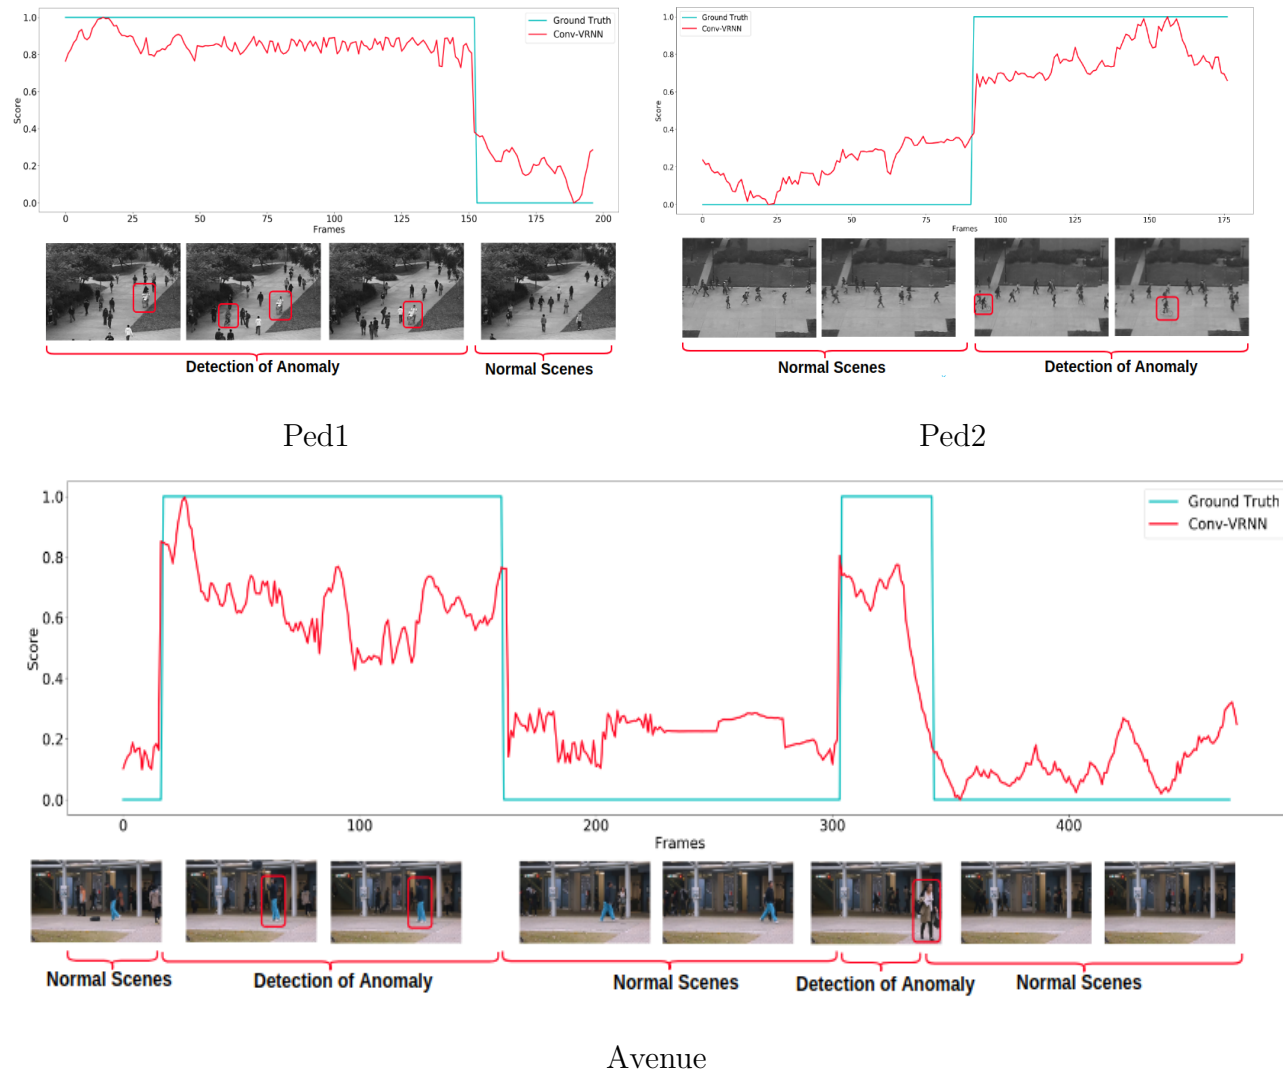 1.0
0.8
0.6
0.4
0.2
0.0
Score
Ground Truth
Conv-VRNN
0 25 50 75 100 125 150 175 200
Frames
Detection of Anomaly
Normal Scenes
Ped1
1.0
0.8
0.6
0.4
0.2
0.0
Score
Ground Truth
Conv-VRNN
0 25 50 75 100 125 150 175
Frames
Normal Scenes
Detection of Anomaly
Ped2
1.0
0.8
0.6
0.4
0.2
0.0
Score
Ground Truth
Conv-VRNN
0 100 200 300 400
Frames
Normal Scenes
Detection of Anomaly
Normal Scenes
Detection of Anomaly
Normal Scenes
Avenue